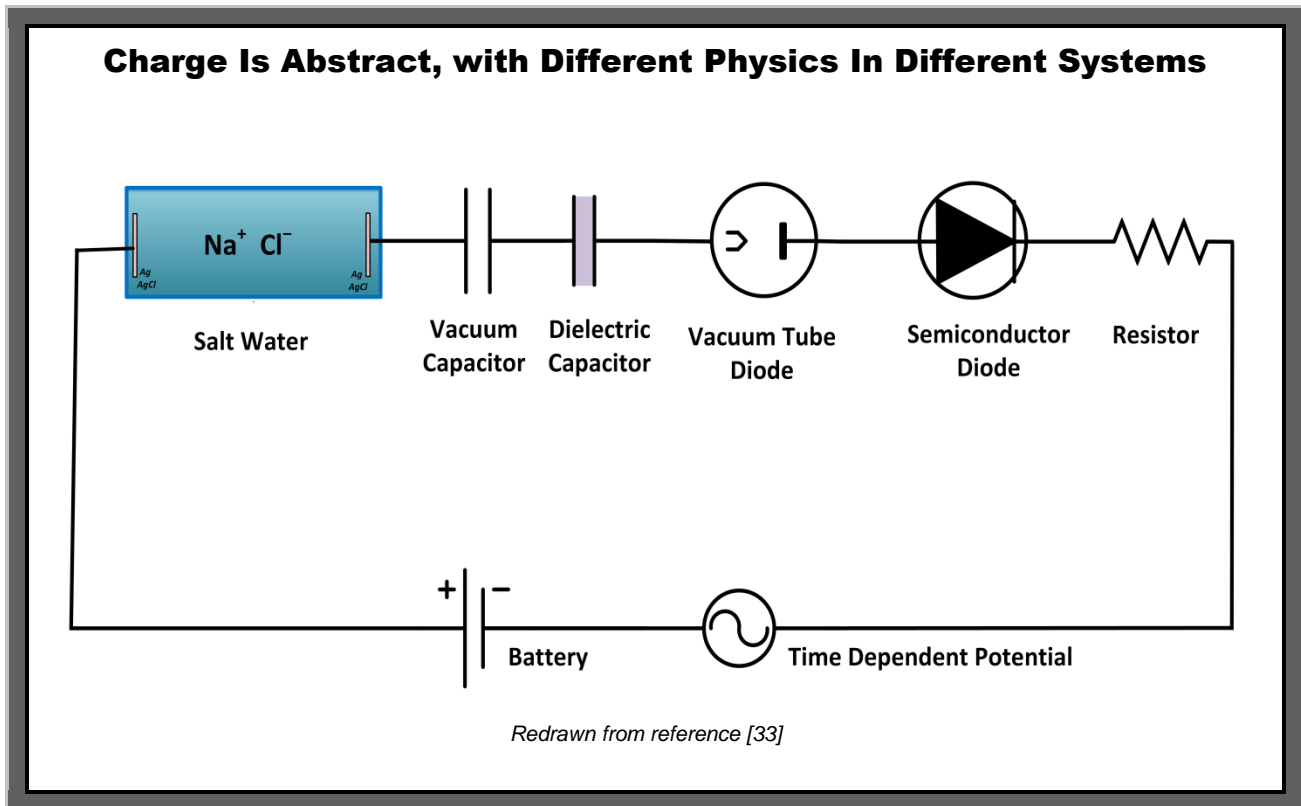 Charge Is Abstract, with Different Physics In Different Systems
Na⁺ Cl⁻
Ag
AgCl
Ag
AgCl
Salt Water
Vacuum
Capacitor
Dielectric
Capacitor
Vacuum Tube
Diode
Semiconductor
Diode
Resistor
+
−
Battery
Time Dependent Potential
Redrawn from reference [33]